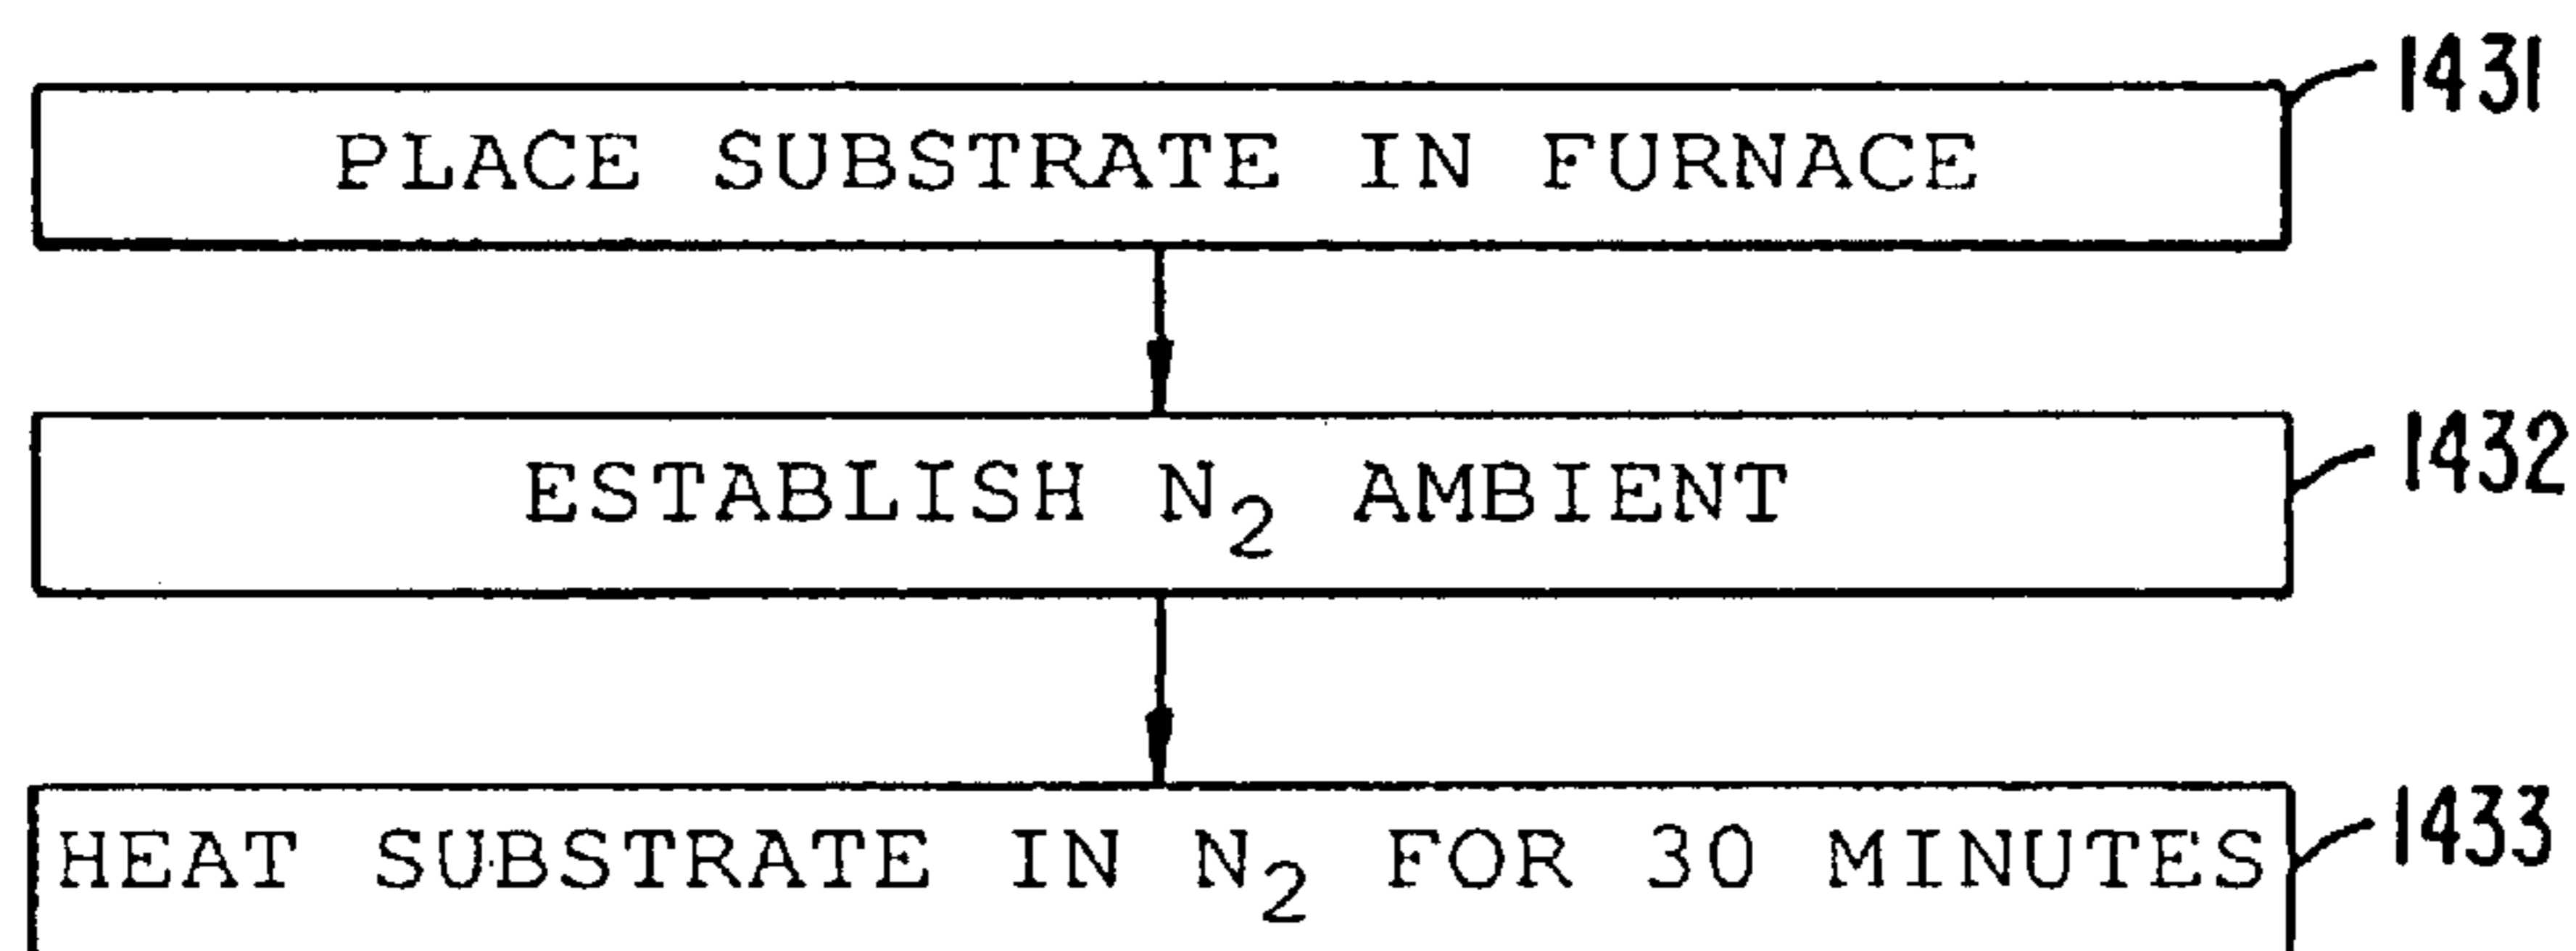 1431
PLACE SUBSTRATE IN FURNACE
1432
ESTABLISH N₂ AMBIENT
1433
HEAT SUBSTRATE IN N₂ FOR 30 MINUTES